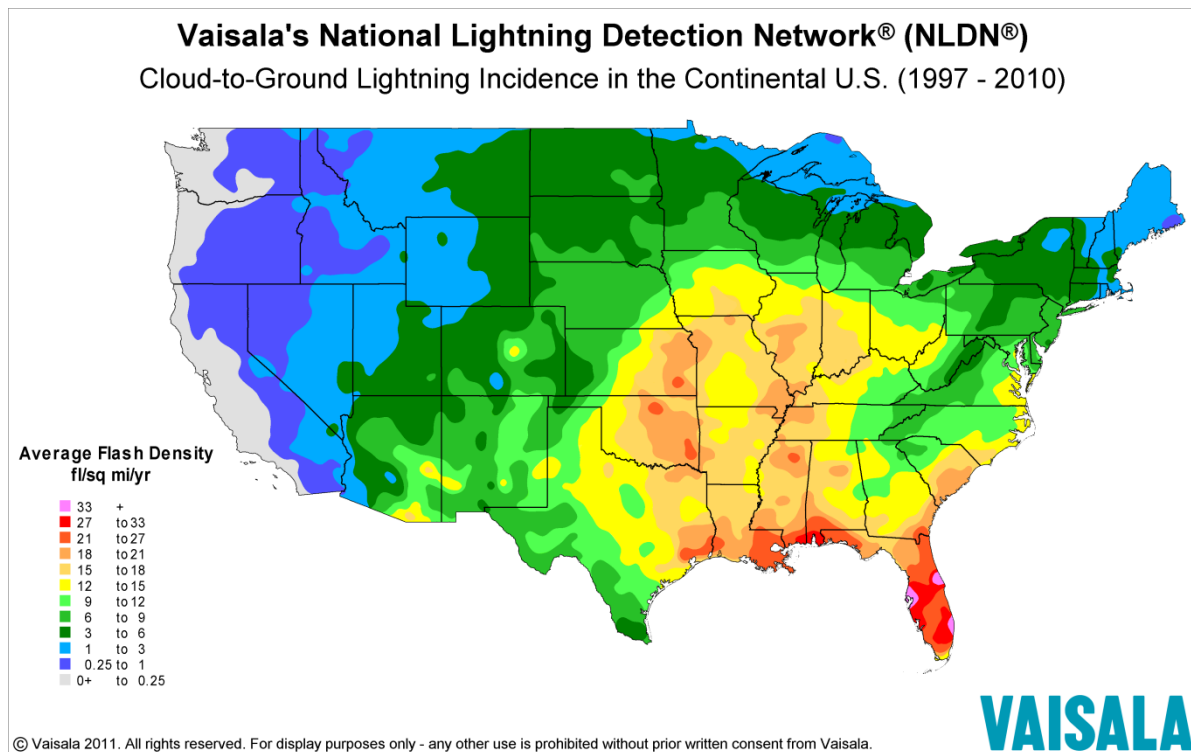 Vaisala's National Lightning Detection Network® (NLDN®)
Cloud-to-Ground Lightning Incidence in the Continental U.S. (1997 - 2010)
Average Flash Density
fl/sq mi/yr
33 +
27 to 33
21 to 27
18 to 21
15 to 18
12 to 15
9 to 12
6 to 9
3 to 6
1 to 3
0.25 to 1
0+ to 0.25
VAISALA
© Vaisala 2011. All rights reserved. For display purposes only - any other use is prohibited without prior written consent from Vaisala.